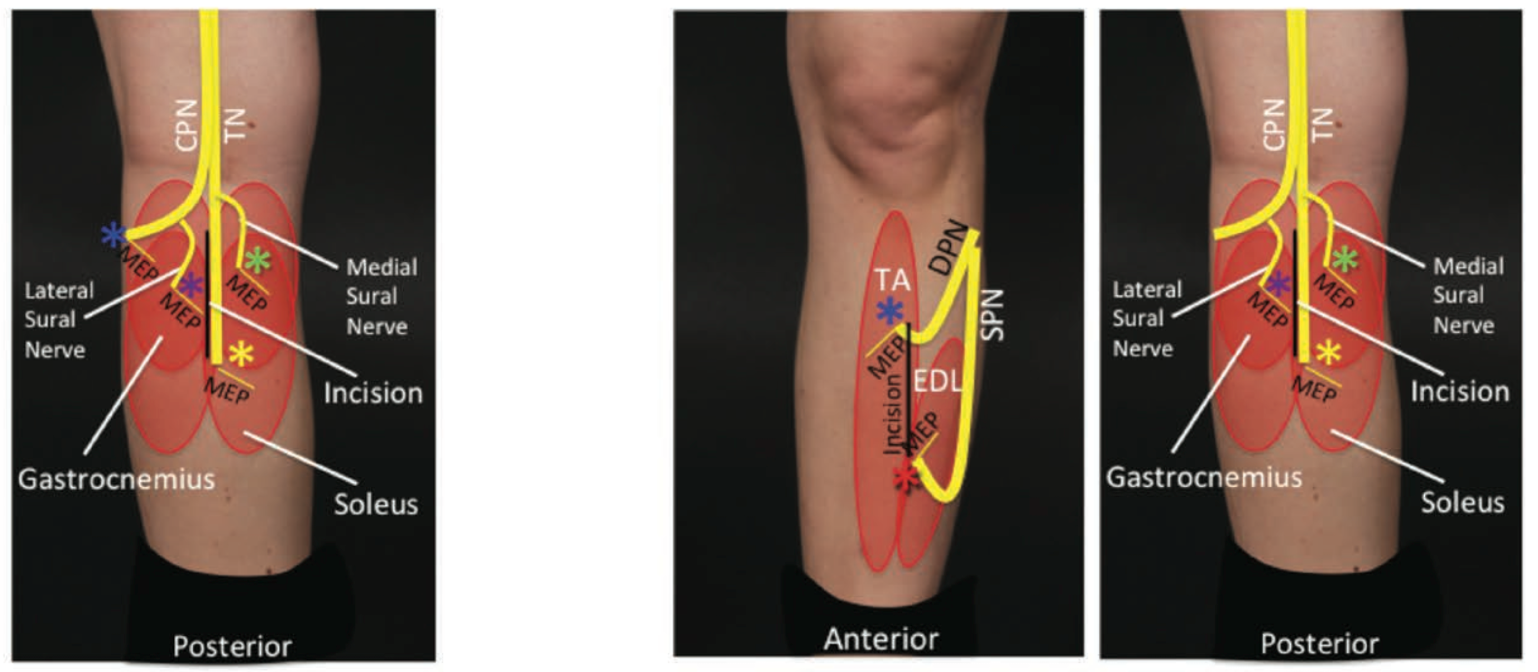 CPN
TN
MEP
MEP
MEP
MEP
Lateral
Sural
Nerve
Medial
Sural
Nerve
Incision
Gastrocnemius
Soleus
Posterior
TA
DPN
SPN
MEP
EDL
Incision
MEP
Anterior
CPN
TN
MEP
MEP
MEP
Lateral
Sural
Nerve
Medial
Sural
Nerve
Incision
Gastrocnemius
Soleus
Posterior